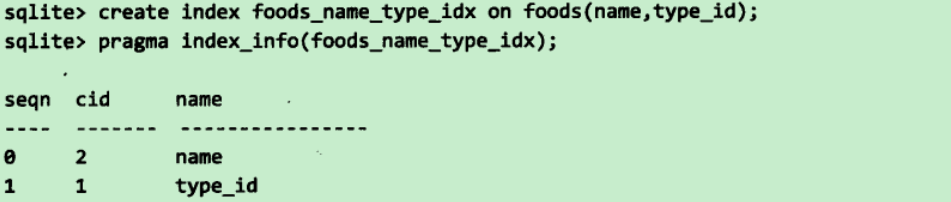 sqlite> create index foods_name_type_idx on foods(name,type_id);
sqlite> pragma index_info(foods_name_type_idx);
seqn cid name
---- ------- ----------------
0 2 name
1 1 type_id